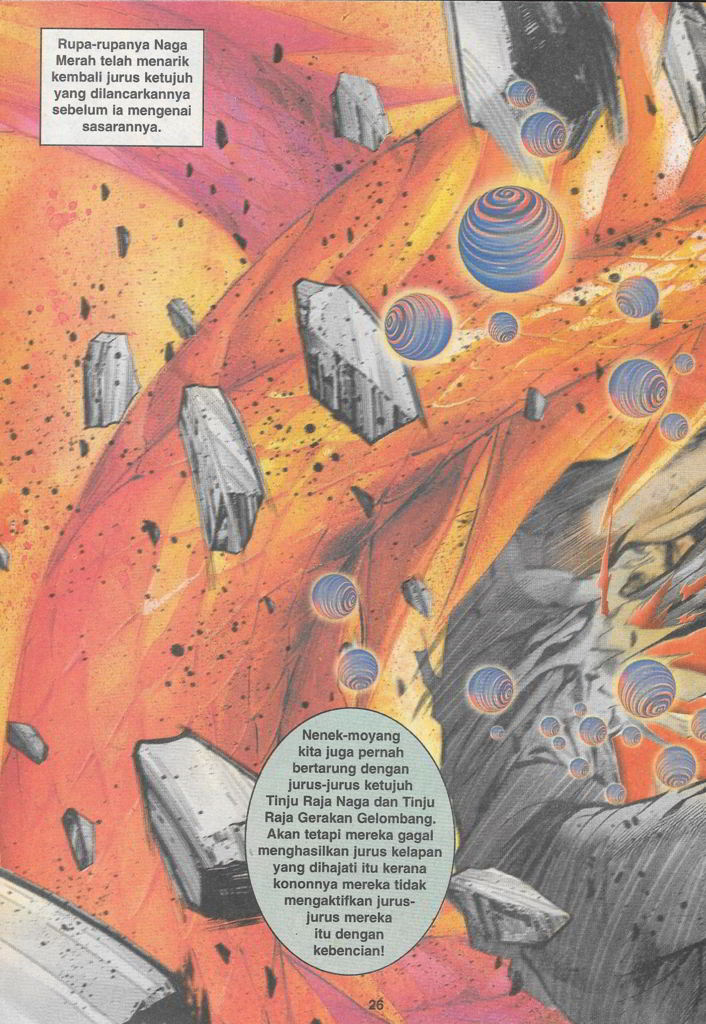 Rupa-rupanya Naga
Merah telah menarik
kembali jurus ketujuh
yang dilancarkannya
sebelum ia mengenai
sasarannya.
Nenek-moyang
kita juga pernah
bertarung dengan
jurus-jurus ketujuh
Tinju Raja Naga dan Tinju
Raja Gerakan Gelombang.
Akan tetapi mereka gagal
menghasilkan jurus kelapan
yang dihajati itu kerana
kononnya mereka tidak
mengaktifkan jurus-
jurus mereka
itu dengan
kebencian!
26